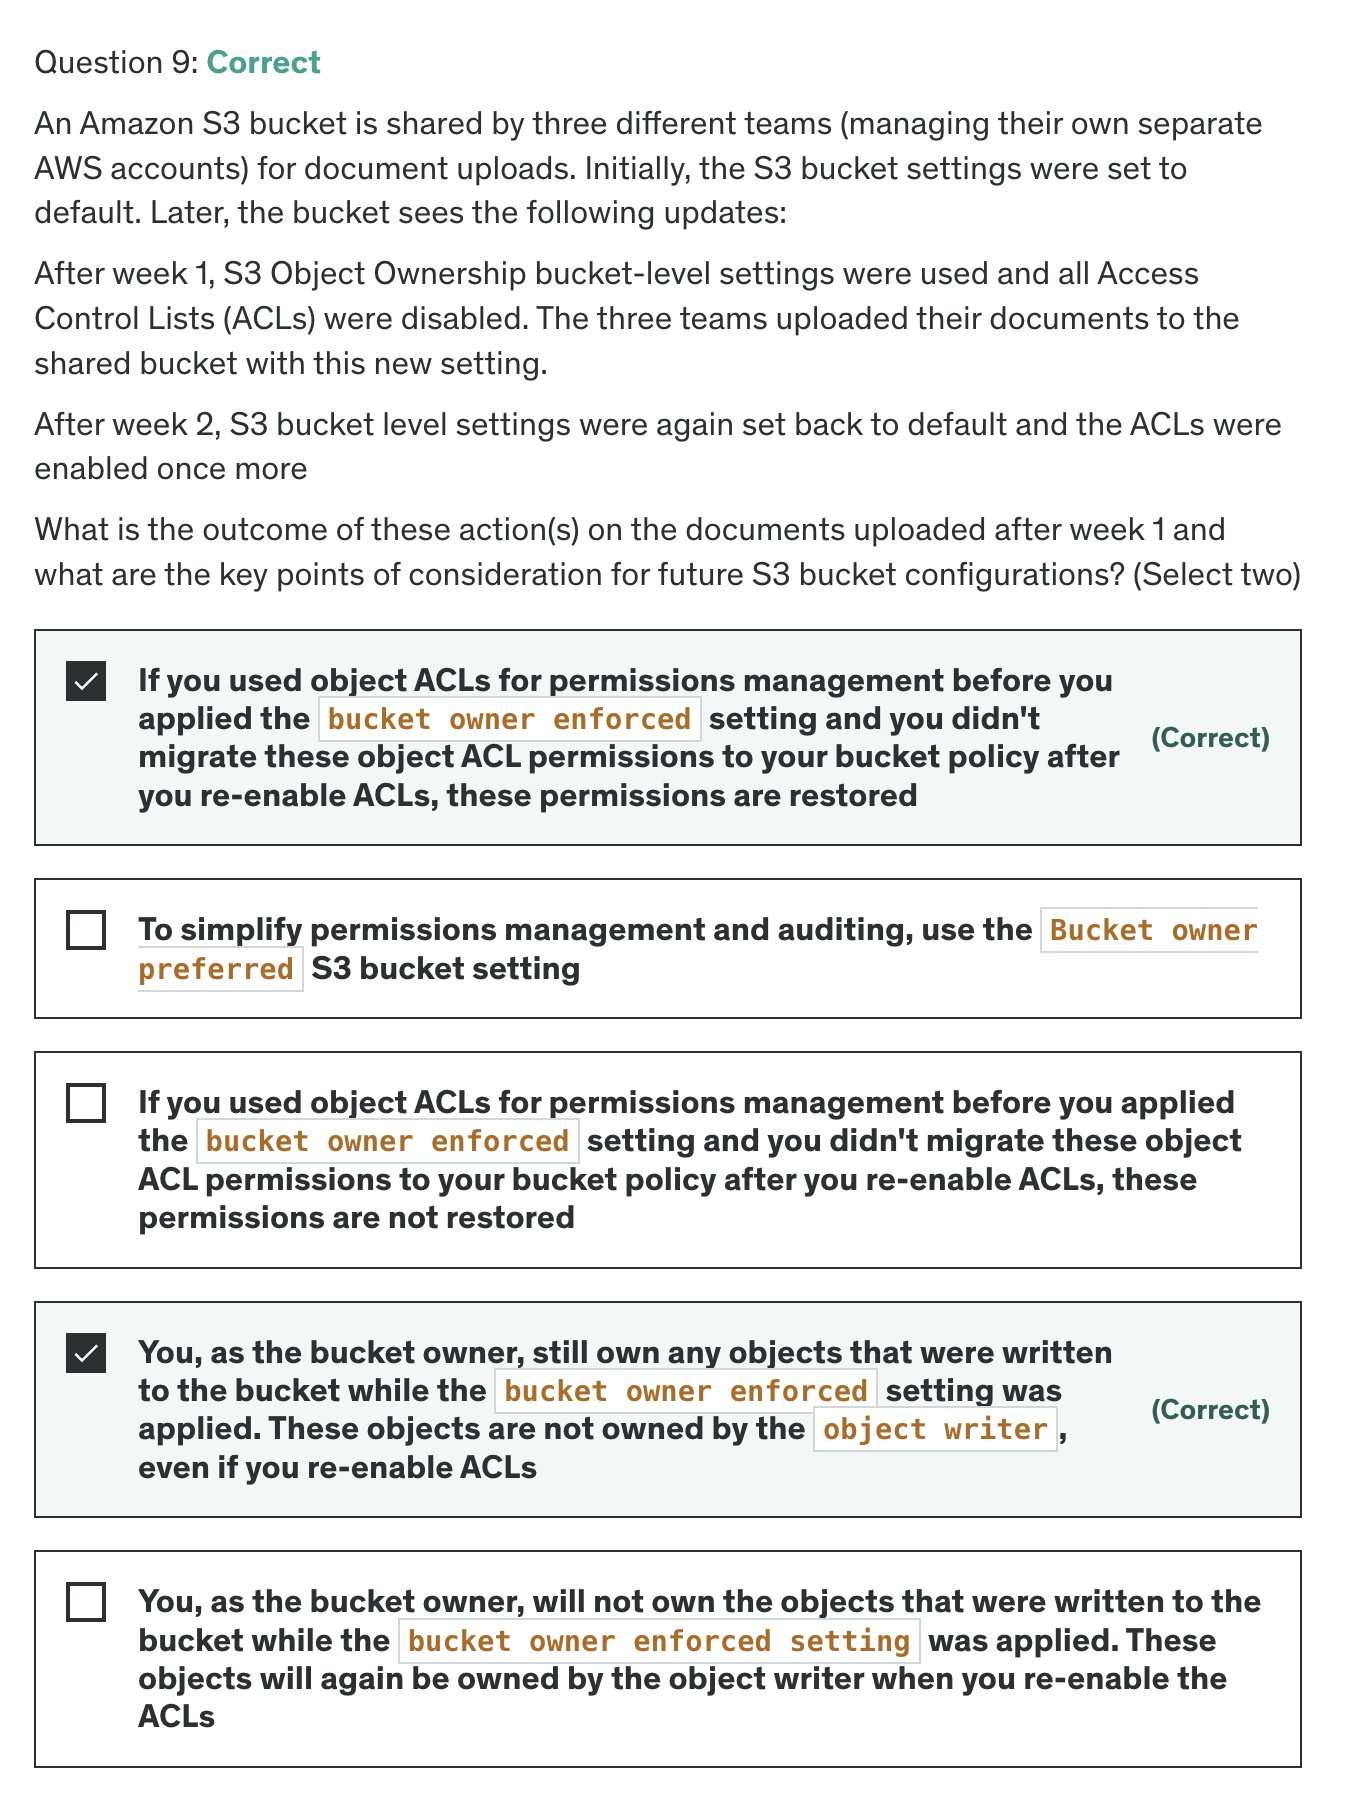 Question 9: Correct
An Amazon S3 bucket is shared by three different teams (managing their own separate
AWS accounts) for document uploads. Initially, the S3 bucket settings were set to
default. Later, the bucket sees the following updates:
After week 1, S3 Object Ownership bucket-level settings were used and all Access
Control Lists (ACLs) were disabled. The three teams uploaded their documents to the
shared bucket with this new setting.
After week 2, S3 bucket level settings were again set back to default and the ACLs were
enabled once more
What is the outcome of these action(s) on the documents uploaded after week 1 and
what are the key points of consideration for future S3 bucket configurations? (Select two)
If you used object ACLs for permissions management before you
applied the bucket owner enforced setting and you didn't
migrate these object ACL permissions to your bucket policy after
you re-enable ACLs, these permissions are restored
(Correct)
To simplify permissions management and auditing, use the Bucket owner
preferred S3 bucket setting
If you used object ACLs for permissions management before you applied
the bucket owner enforced setting and you didn't migrate these object
ACL permissions to your bucket policy after you re-enable ACLs, these
permissions are not restored
You, as the bucket owner, still own any objects that were written
to the bucket while the bucket owner enforced setting was
applied. These objects are not owned by the object writer,
even if you re-enable ACLs
(Correct)
You, as the bucket owner, will not own the objects that were written to the
bucket while the bucket owner enforced setting was applied. These
objects will again be owned by the object writer when you re-enable the
ACLs